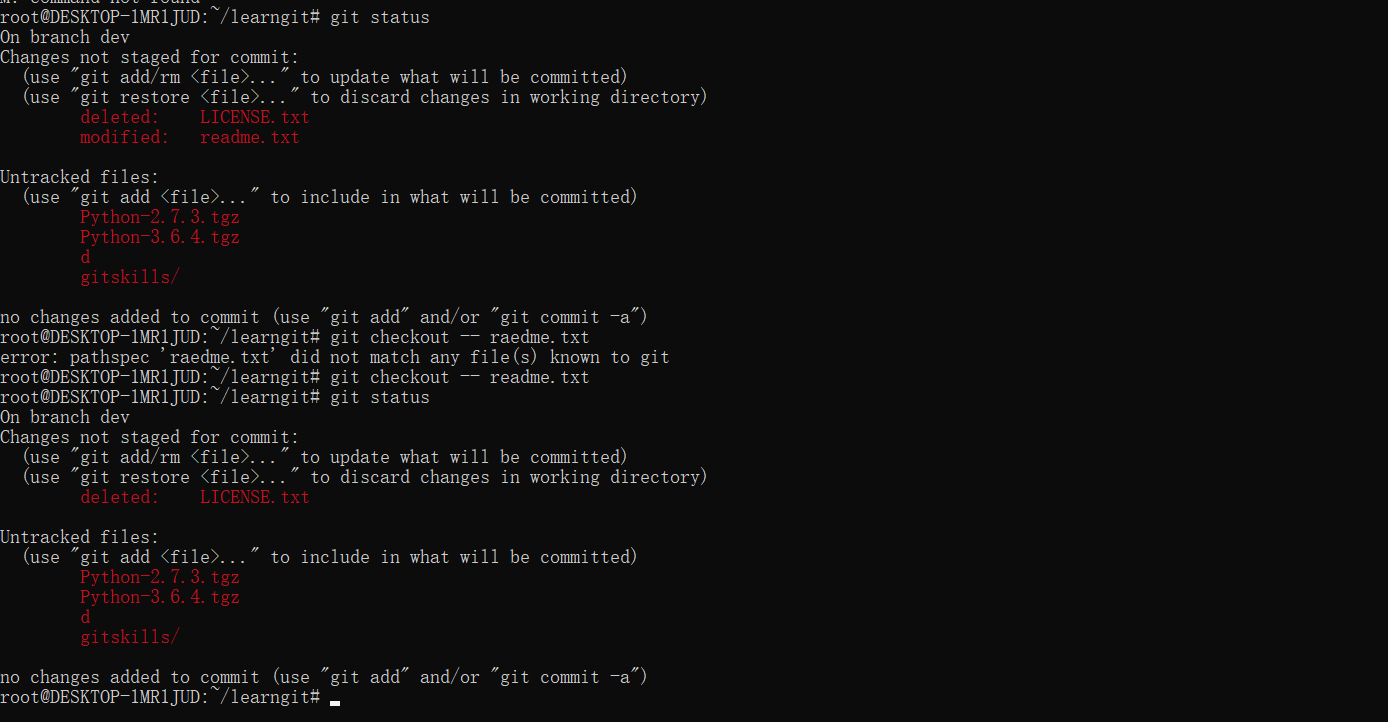 root@DESKTOP-1MR1JUD:~/learngit# git status
On branch dev
Changes not staged for commit:
  (use "git add/rm <file>..." to update what will be committed)
  (use "git restore <file>..." to discard changes in working directory)
        deleted:    LICENSE.txt
        modified:   readme.txt
Untracked files:
  (use "git add <file>..." to include in what will be committed)
        Python-2.7.3.tgz
        Python-3.6.4.tgz
        d
        gitskills/
no changes added to commit (use "git add" and/or "git commit -a")
root@DESKTOP-1MR1JUD:~/learngit# git checkout -- raedme.txt
error: pathspec 'raedme.txt' did not match any file(s) known to git
root@DESKTOP-1MR1JUD:~/learngit# git checkout -- readme.txt
root@DESKTOP-1MR1JUD:~/learngit# git status
On branch dev
Changes not staged for commit:
  (use "git add/rm <file>..." to update what will be committed)
  (use "git restore <file>..." to discard changes in working directory)
        deleted:    LICENSE.txt
Untracked files:
  (use "git add <file>..." to include in what will be committed)
        Python-2.7.3.tgz
        Python-3.6.4.tgz
        d
        gitskills/
no changes added to commit (use "git add" and/or "git commit -a")
root@DESKTOP-1MR1JUD:~/learngit#